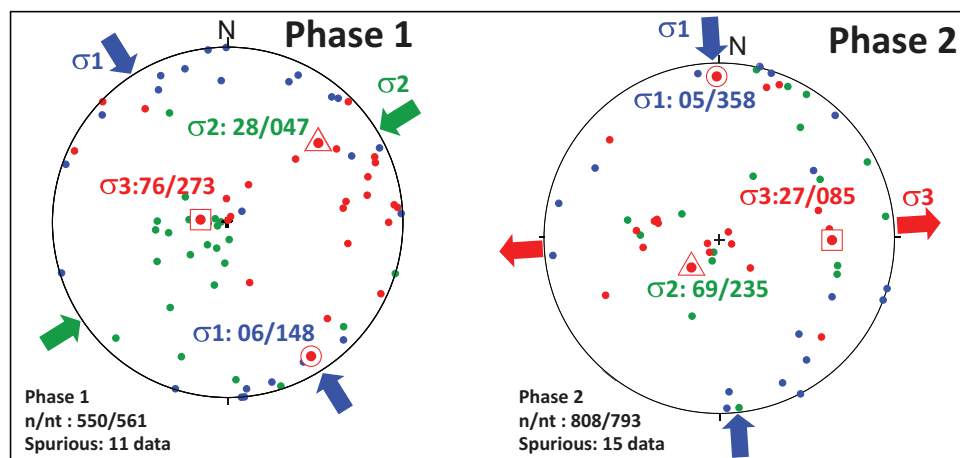 Phase 1
N
σ1
σ2
σ2: 28/047
σ3:76/273
σ1: 06/148
Phase 1
n/nt : 550/561
Spurious: 11 data
Phase 2
σ1
N
σ1: 05/358
σ3:27/085
σ3
σ2: 69/235
Phase 2
n/nt : 808/793
Spurious: 15 data